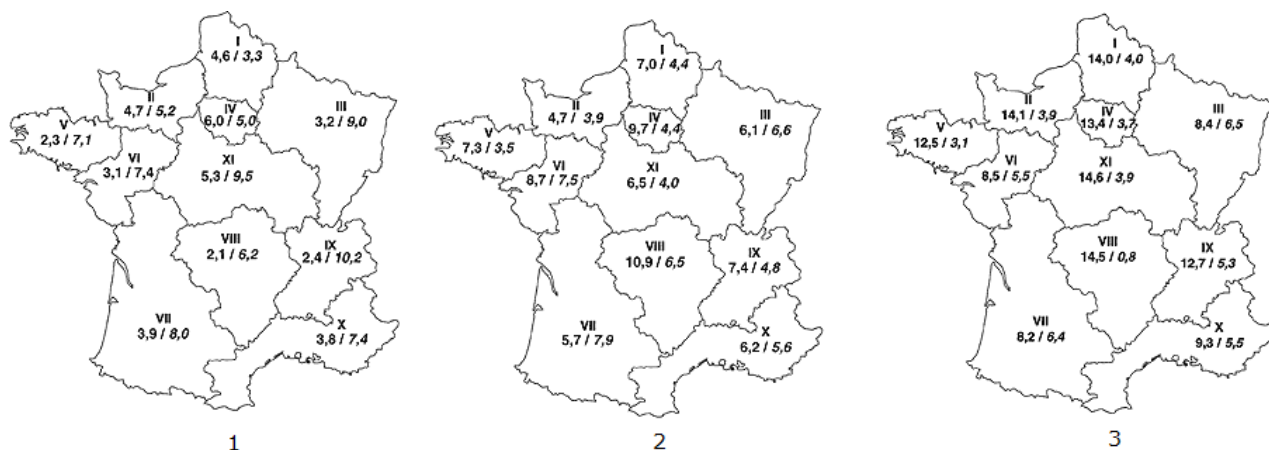 I
4,6 / 3,3
II
4,7 / 5,2
IV
6,0 / 5,0
III
3,2 / 9,0
V
2,3 / 7,1
VI
3,1 / 7,4
XI
5,3 / 9,5
VIII
2,1 / 6,2
IX
2,4 / 10,2
VII
3,9 / 8,0
X
3,8 / 7,4
1
I
7,0 / 4,4
II
4,7 / 3,9
IV
9,7 / 4,4
III
6,1 / 6,6
V
7,3 / 3,5
VI
8,7 / 7,5
XI
6,5 / 4,0
VIII
10,9 / 6,5
IX
7,4 / 4,8
VII
5,7 / 7,9
X
6,2 / 5,6
2
I
14,0 / 4,0
II
14,1 / 3,9
IV
13,4 / 3,7
III
8,4 / 6,5
V
12,5 / 3,1
VI
8,5 / 5,5
XI
14,6 / 3,9
VIII
14,5 / 0,8
IX
12,7 / 5,3
VII
8,2 / 6,4
X
9,3 / 5,5
3